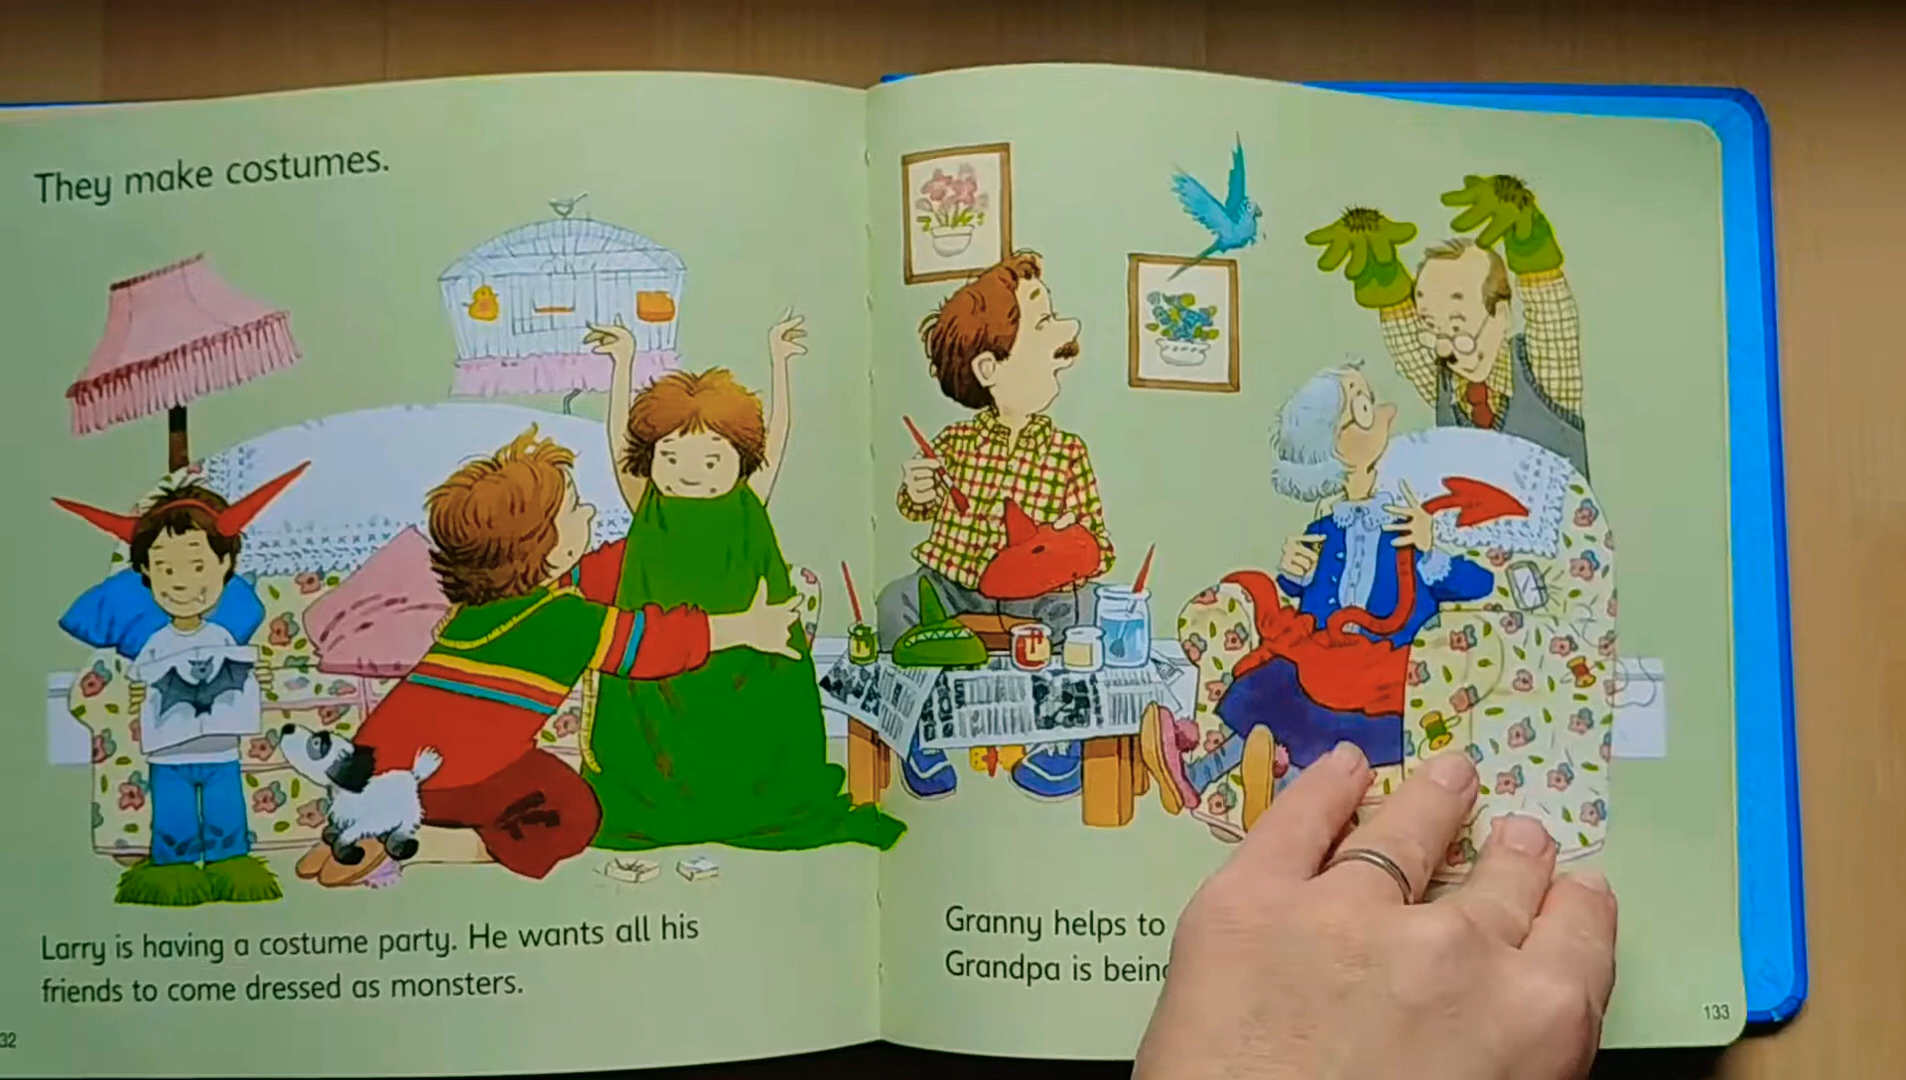 They make costumes.
Larry is having a costume party. He wants all his
friends to come dressed as monsters.
Granny helps to
Grandpa is being
32
133